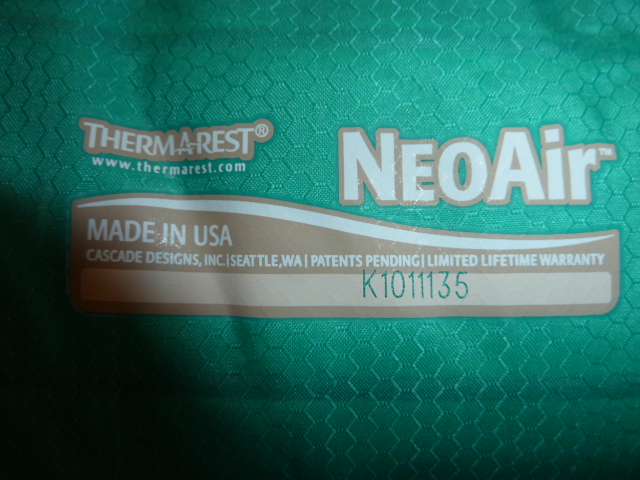 THERMAREST®
www.thermarest.com
NEOAir™
MADE IN USA
CASCADE DESIGNS, INC.|SEATTLE,WA| PATENTS PENDING| LIMITED LIFETIME WARRANTY
K1011135